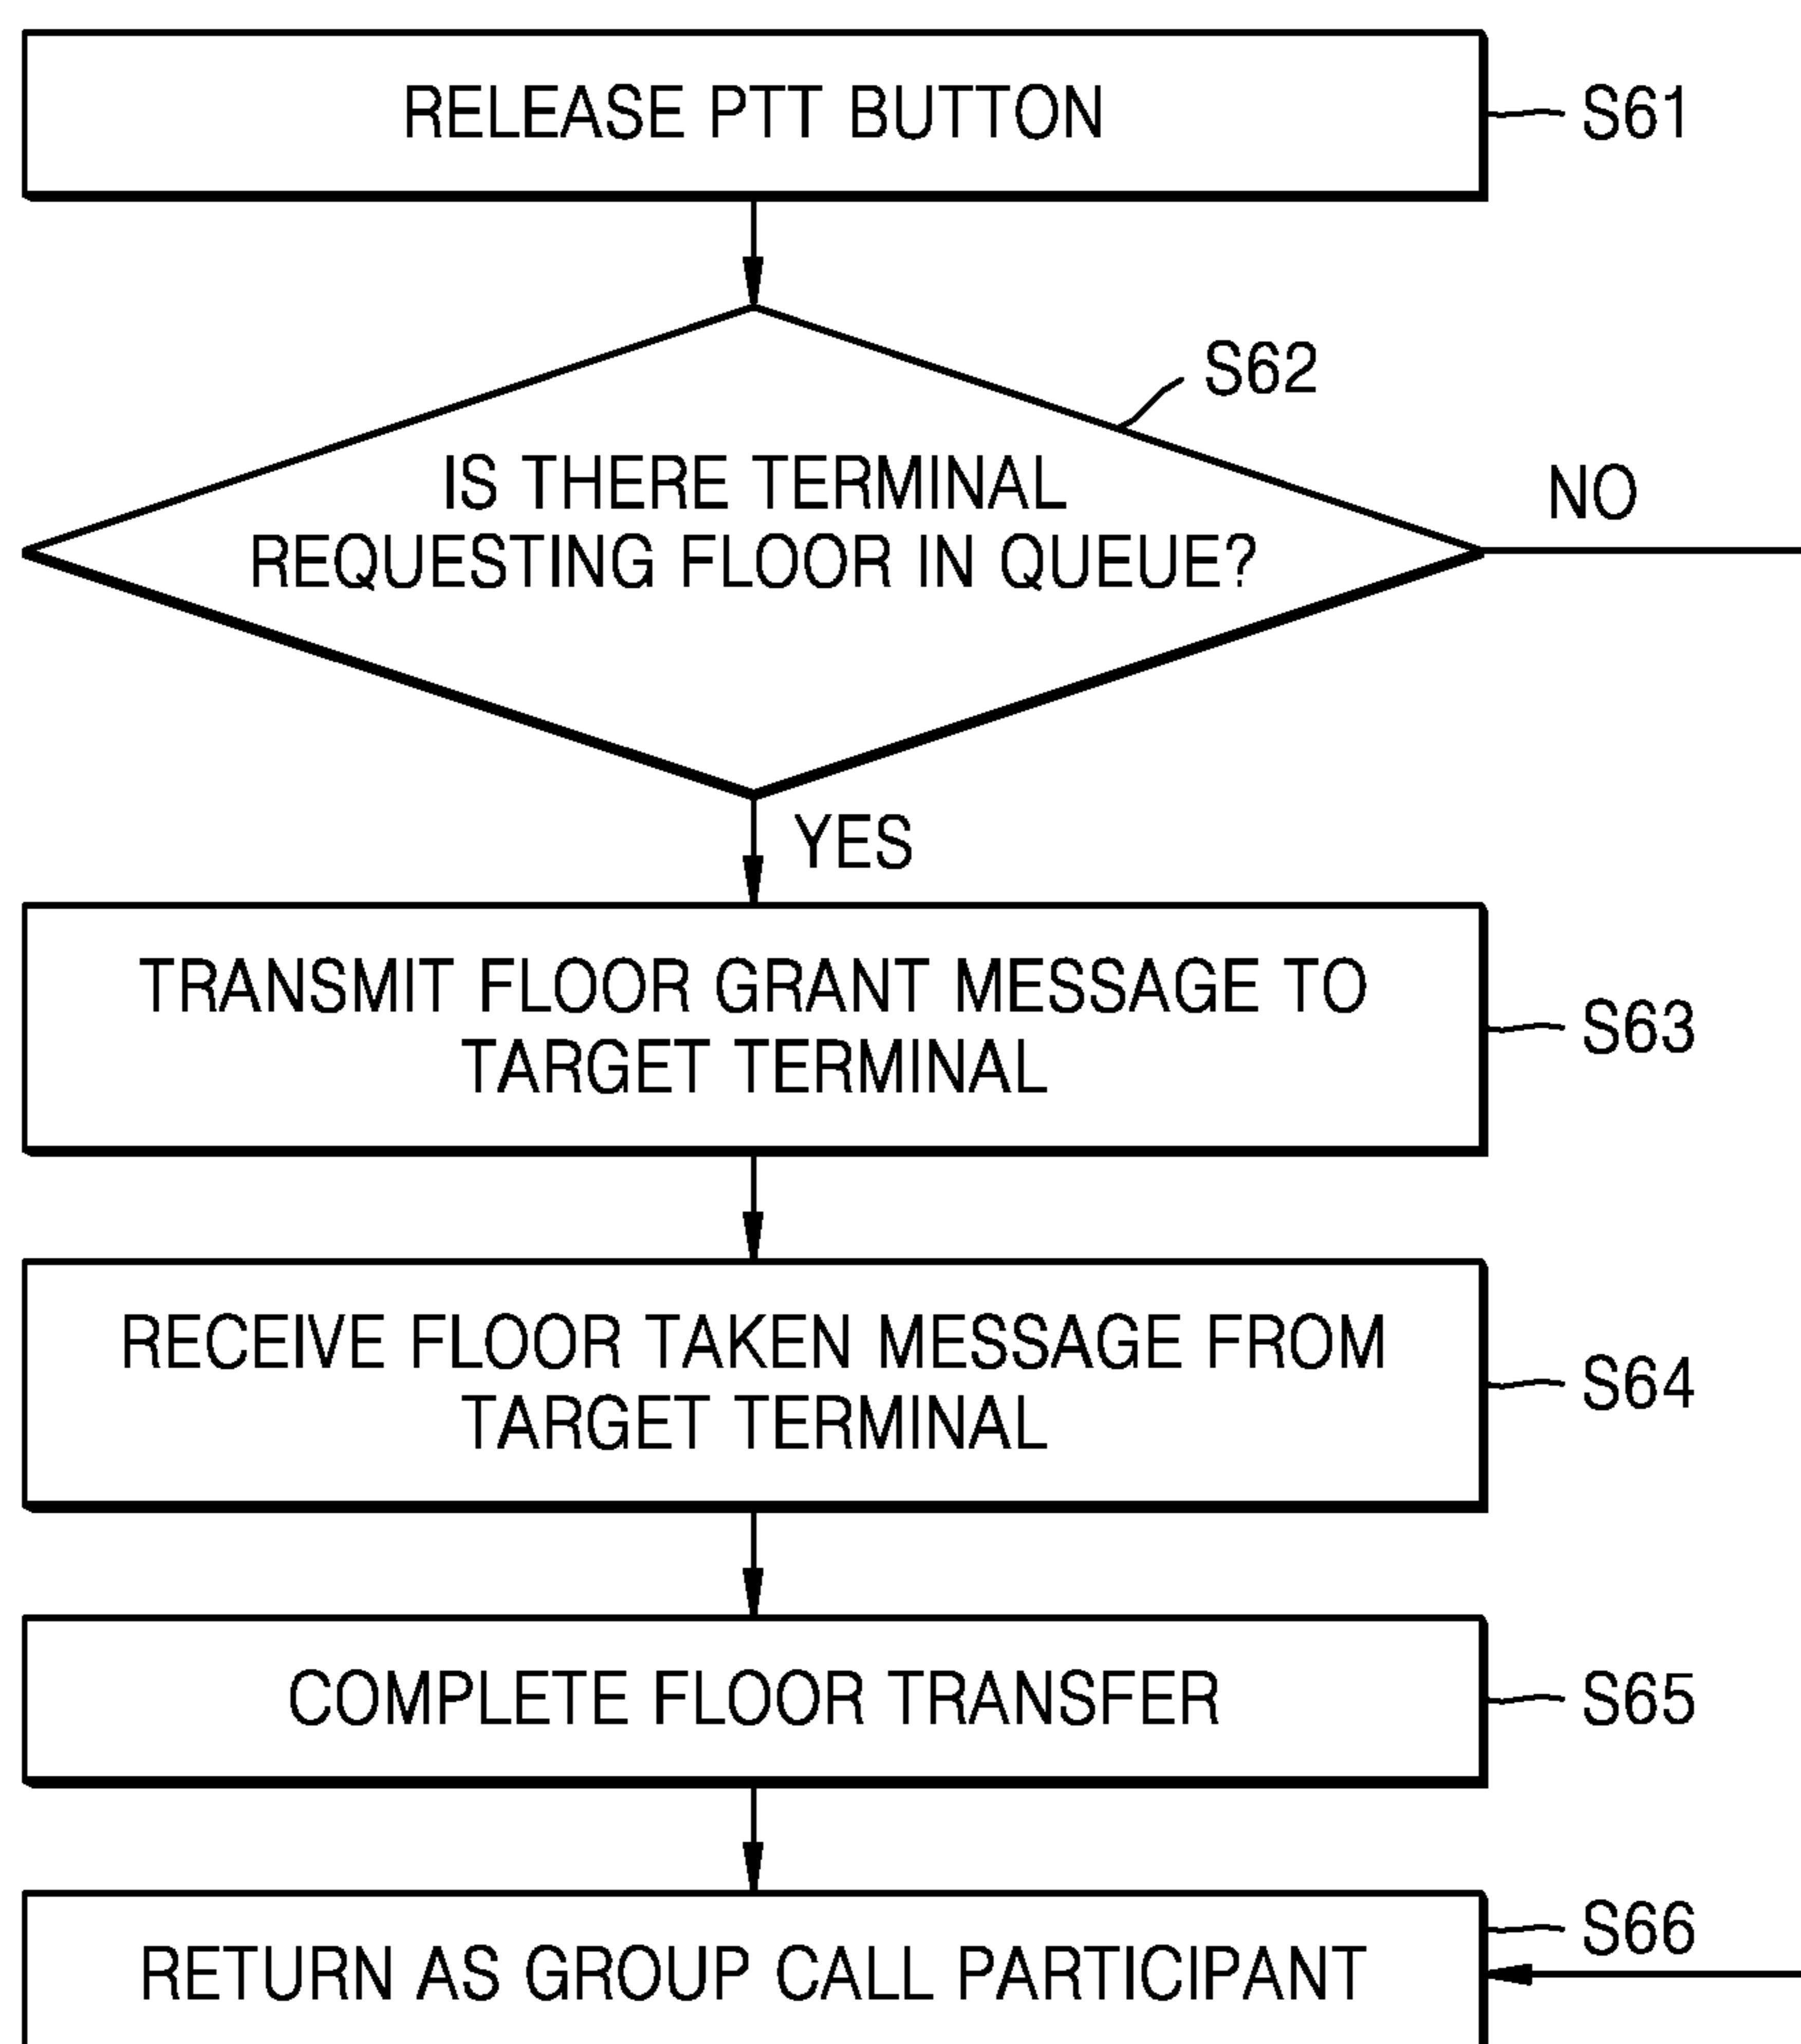 RELEASE PTT BUTTON
S61
S62
IS THERE TERMINAL
REQUESTING FLOOR IN QUEUE?
NO
YES
TRANSMIT FLOOR GRANT MESSAGE TO
TARGET TERMINAL
S63
RECEIVE FLOOR TAKEN MESSAGE FROM
TARGET TERMINAL
S64
COMPLETE FLOOR TRANSFER
S65
RETURN AS GROUP CALL PARTICIPANT
S66